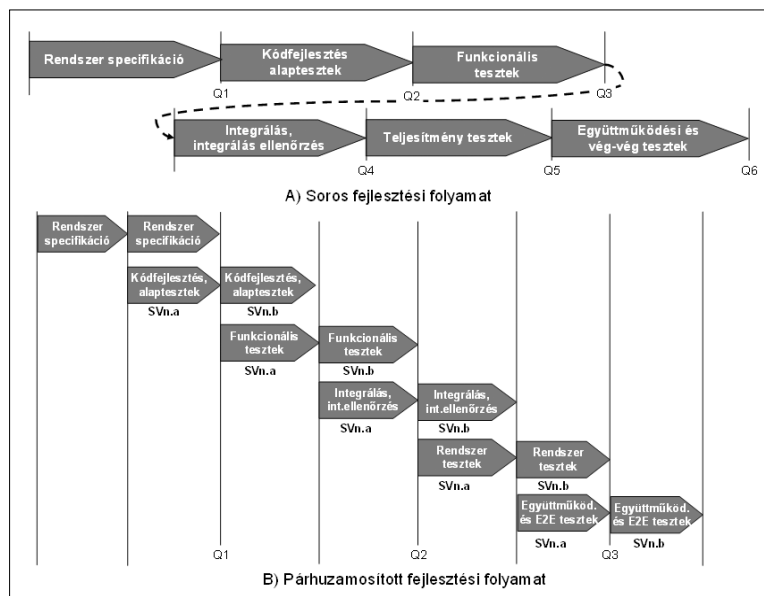 Rendszer specifikáció
Kódfejlesztés
alaptesztek
Funkcionális
tesztek
Q1
Q2
Q3
Integrálás,
integrálás ellenőrzés
Teljesítmény tesztek
Együttműködési és
vég-vég tesztek
Q4
Q5
Q6
A) Soros fejlesztési folyamat
Rendszer
specifikáció
Rendszer
specifikáció
Kódfejlesztés,
alaptesztek
Kódfejlesztés,
alaptesztek
SVn.a
SVn.b
Funkcionális
tesztek
Funkcionális
tesztek
SVn.a
SVn.b
Integrálás,
int.ellenőrzés
Integrálás,
int.ellenőrzés
SVn.a
SVn.b
Rendszer
tesztek
Rendszer
tesztek
SVn.a
SVn.b
Együttműköd.
és E2E tesztek
Együttműköd.
és E2E tesztek
SVn.a
SVn.b
Q1
Q2
Q3
B) Párhuzamosított fejlesztési folyamat